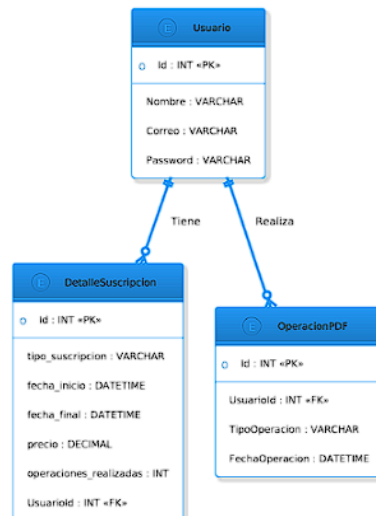 E Usuario
Id : INT «PK»
Nombre : VARCHAR
Correo : VARCHAR
Password : VARCHAR
Tiene
Realiza
E DetalleSuscripcion
id : INT «PK»
tipo_suscripcion : VARCHAR
fecha_inicio : DATETIME
fecha_final : DATETIME
precio : DECIMAL
operaciones_realizadas : INT
UsuarioId : INT «FK»
E OperacionPDF
Id : INT «PK»
UsuarioId : INT «FK»
TipoOperacion : VARCHAR
FechaOperacion : DATETIME